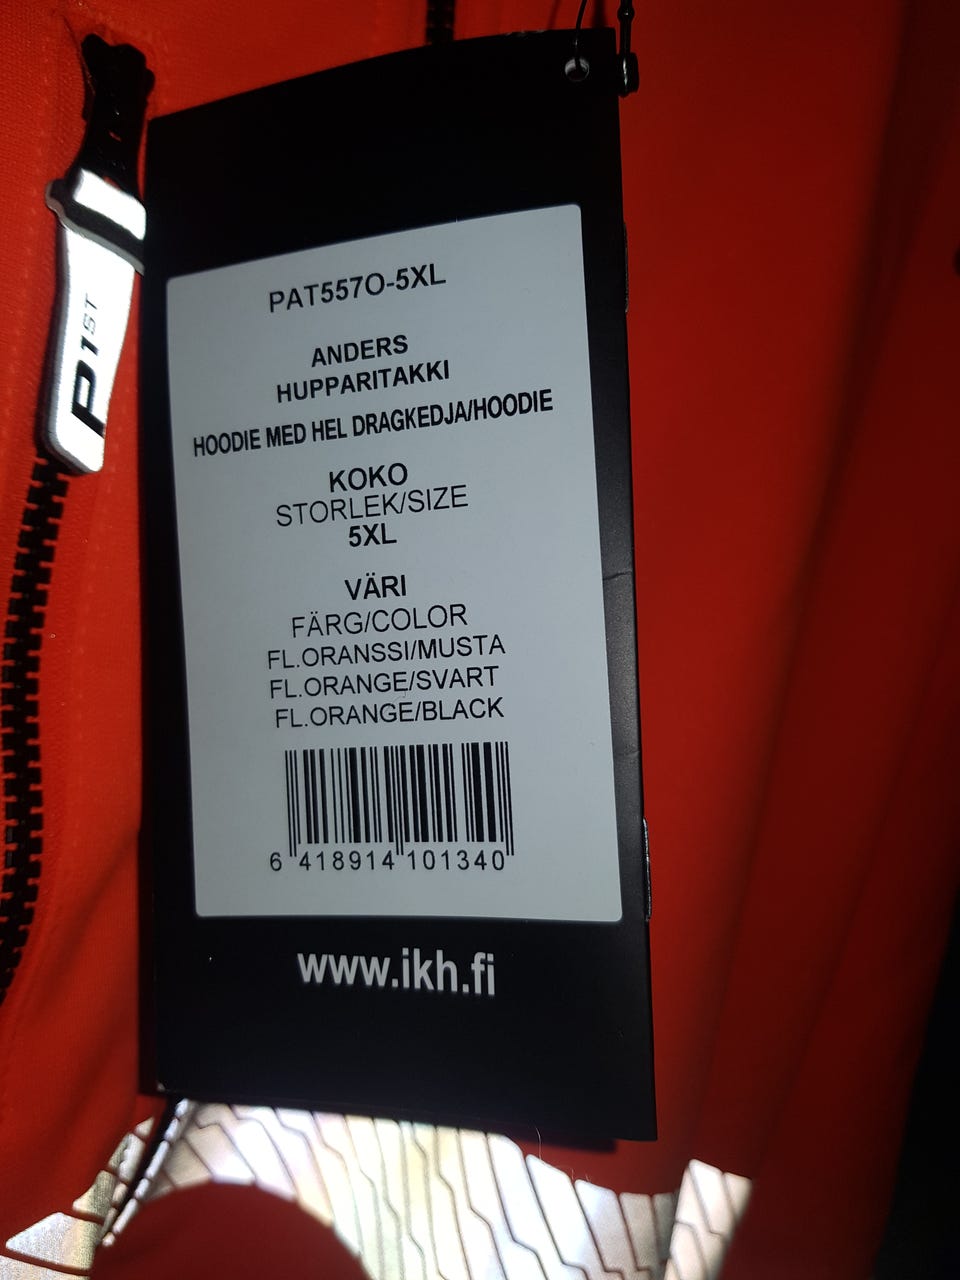 P1ST
PAT557O-5XL
ANDERS
HUPPARITAKKI
HOODIE MED HEL DRAGKEDJA/HOODIE
KOKO
STORLEK/SIZE
5XL
VÄRI
FÄRG/COLOR
FL.ORANSSI/MUSTA
FL.ORANGE/SVART
FL.ORANGE/BLACK
6 418914 101340
www.ikh.fi